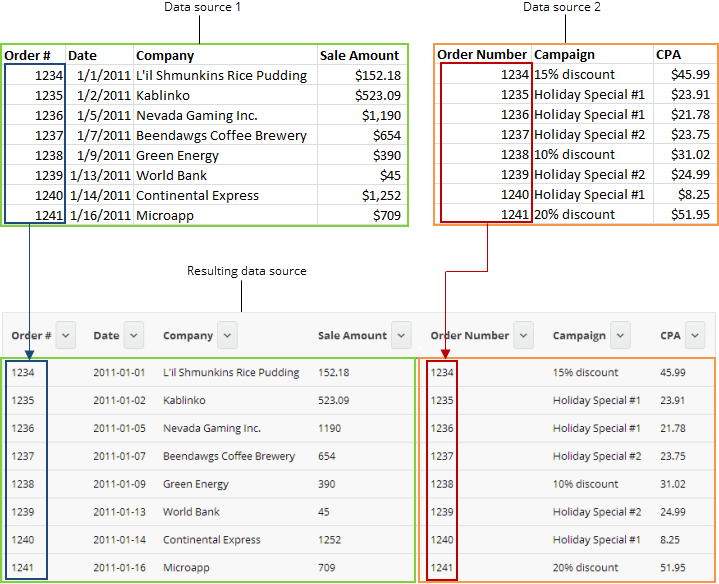 Data source 1
Data source 2
Order # Date Company Sale Amount
1234 1/1/2011 L'il Shmunkins Rice Pudding $152.18
1235 1/2/2011 Kablinko $523.09
1236 1/5/2011 Nevada Gaming Inc. $1,190
1237 1/7/2011 Beendawgs Coffee Brewery $654
1238 1/9/2011 Green Energy $390
1239 1/13/2011 World Bank $45
1240 1/14/2011 Continental Express $1,252
1241 1/16/2011 Microapp $709
Order Number Campaign CPA
1234 15% discount $45.99
1235 Holiday Special #1 $23.91
1236 Holiday Special #1 $21.78
1237 Holiday Special #2 $23.75
1238 10% discount $31.02
1239 Holiday Special #2 $24.99
1240 Holiday Special #1 $8.25
1241 20% discount $51.95
Resulting data source
Order # Date Company Sale Amount Order Number Campaign CPA
1234 2011-01-01 L'il Shmunkins Rice Pudding 152.18 1234 15% discount 45.99
1235 2011-01-02 Kablinko 523.09 1235 Holiday Special #1 23.91
1236 2011-01-05 Nevada Gaming Inc. 1190 1236 Holiday Special #1 21.78
1237 2011-01-07 Beendawgs Coffee Brewery 654 1237 Holiday Special #2 23.75
1238 2011-01-09 Green Energy 390 1238 10% discount 31.02
1239 2011-01-13 World Bank 45 1239 Holiday Special #2 24.99
1240 2011-01-14 Continental Express 1252 1240 Holiday Special #1 8.25
1241 2011-01-16 Microapp 709 1241 20% discount 51.95